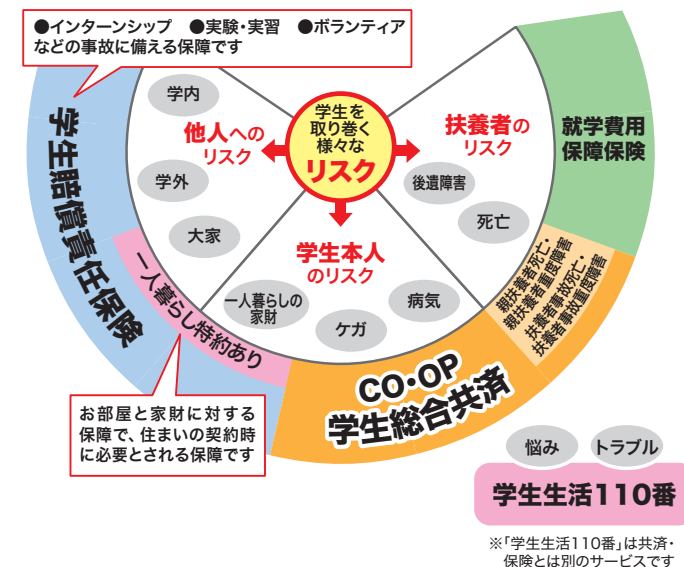 ●インターンシップ ●実験・実習 ●ボランティア
などの事故に備える保障です
学生を
取り巻く
様々な
リスク
他人への
リスク
学内
学外
大家
扶養者の
リスク
後遺障害
死亡
学生本人
のリスク
一人暮らしの
家財
ケガ
病気
学生賠償責任保険
一人暮らし特約あり
就学費用
保障保険
親扶養者死亡・
親扶養者重度障害
扶養者事故死亡・
扶養者事故重度障害
CO・OP
学生総合共済
お部屋と家財に対する
保障で、住まいの契約時
に必要とされる保障です
悩み
トラブル
学生生活110番
※「学生生活110番」は共済・
保険とは別のサービスです